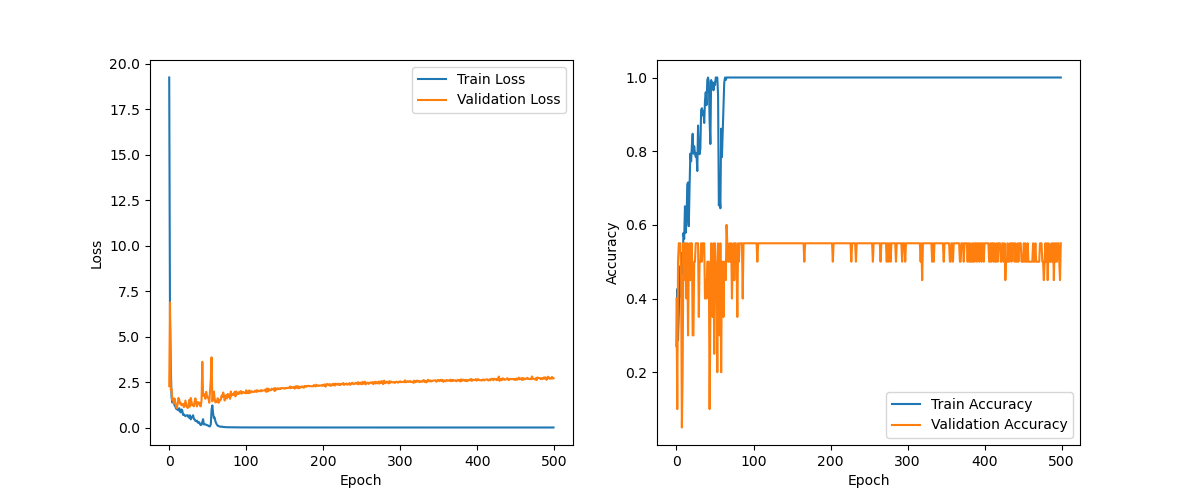 20.0
17.5
15.0
12.5
10.0
7.5
5.0
2.5
0.0
Loss
0 100 200 300 400 500
Epoch
Train Loss
Validation Loss
1.0
0.8
0.6
0.4
0.2
Accuracy
0 100 200 300 400 500
Epoch
Train Accuracy
Validation Accuracy